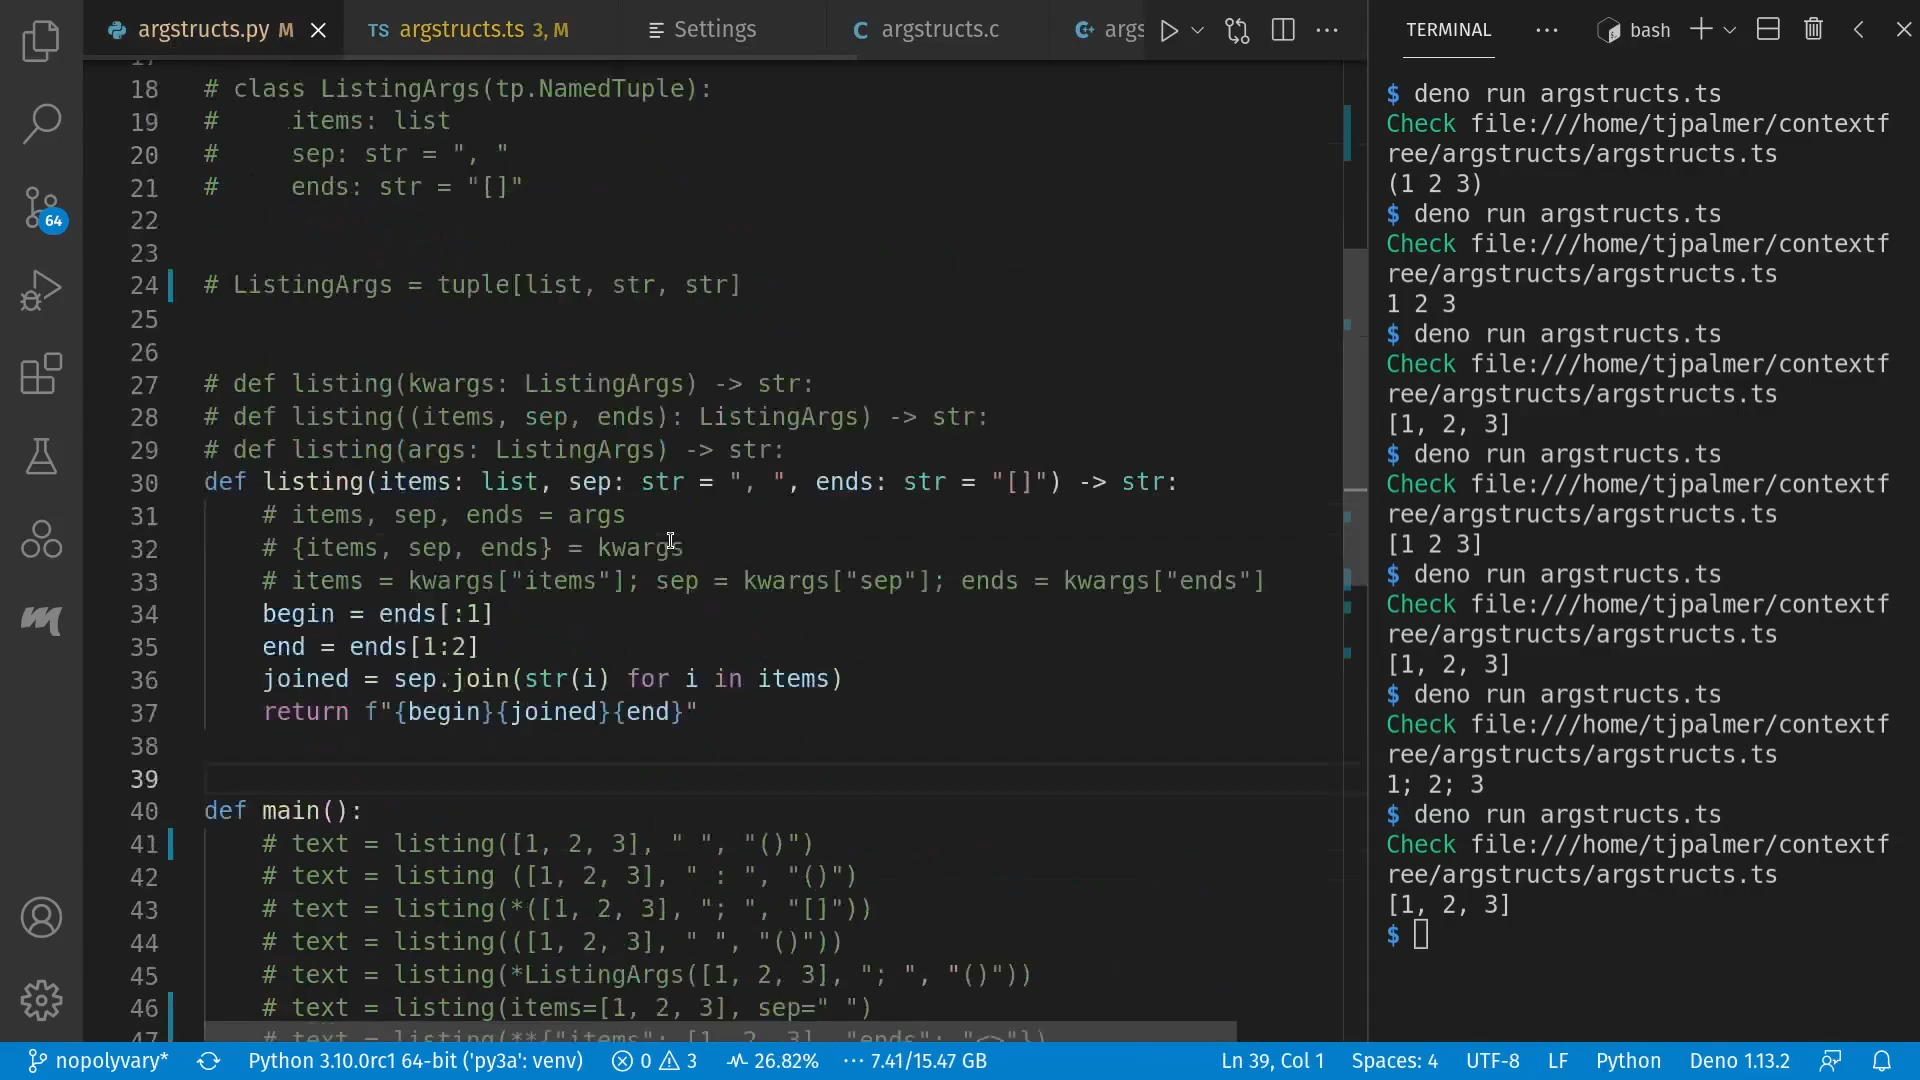 argstructs.py M
TS argstructs.ts 3, M
Settings
C argstructs.c
args
18 # class ListingArgs(tp.NamedTuple):
19 #     items: list
20 #     sep: str = ", "
21 #     ends: str = "[]"
22
23
24 # ListingArgs = tuple[list, str, str]
25
26
27 # def listing(kwargs: ListingArgs) -> str:
28 # def listing((items, sep, ends): ListingArgs) -> str:
29 # def listing(args: ListingArgs) -> str:
30 def listing(items: list, sep: str = ", ", ends: str = "[]") -> str:
31     # items, sep, ends = args
32     # {items, sep, ends} = kwargs
33     # items = kwargs["items"]; sep = kwargs["sep"]; ends = kwargs["ends"]
34     begin = ends[:1]
35     end = ends[1:2]
36     joined = sep.join(str(i) for i in items)
37     return f"{begin}{joined}{end}"
38
39
40 def main():
41     # text = listing([1, 2, 3], " ", "()")
42     # text = listing ([1, 2, 3], " : ", "()")
43     # text = listing(*([1, 2, 3], "; ", "[]"))
44     # text = listing(([1, 2, 3], " ", "()"))
45     # text = listing(*ListingArgs([1, 2, 3], "; ", "()"))
46     # text = listing(items=[1, 2, 3], sep=" ")
47     # text = listing(**{"items": [1, 2, 3], "ends": "<>"})
64
TERMINAL
bash
$ deno run argstructs.ts
Check file:///home/tjpalmer/contextf
ree/argstructs/argstructs.ts
(1 2 3)
$ deno run argstructs.ts
Check file:///home/tjpalmer/contextf
ree/argstructs/argstructs.ts
1 2 3
$ deno run argstructs.ts
Check file:///home/tjpalmer/contextf
ree/argstructs/argstructs.ts
[1, 2, 3]
$ deno run argstructs.ts
Check file:///home/tjpalmer/contextf
ree/argstructs/argstructs.ts
[1 2 3]
$ deno run argstructs.ts
Check file:///home/tjpalmer/contextf
ree/argstructs/argstructs.ts
[1, 2, 3]
$ deno run argstructs.ts
Check file:///home/tjpalmer/contextf
ree/argstructs/argstructs.ts
1; 2; 3
$ deno run argstructs.ts
Check file:///home/tjpalmer/contextf
ree/argstructs/argstructs.ts
[1, 2, 3]
$
nopolyvary* Python 3.10.0rc1 64-bit ('py3a': venv) 0 3 26.82% 7.41/15.47 GB Ln 39, Col 1 Spaces: 4 UTF-8 LF Python Deno 1.13.2